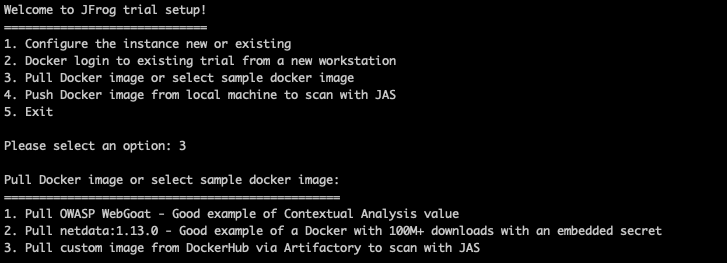 Welcome to JFrog trial setup!
=============================
1. Configure the instance new or existing
2. Docker login to existing trial from a new workstation
3. Pull Docker image or select sample docker image
4. Push Docker image from local machine to scan with JAS
5. Exit
Please select an option: 3
Pull Docker image or select sample docker image:
================================================
1. Pull OWASP WebGoat - Good example of Contextual Analysis value
2. Pull netdata:1.13.0 - Good example of a Docker with 100M+ downloads with an embedded secret
3. Pull custom image from DockerHub via Artifactory to scan with JAS